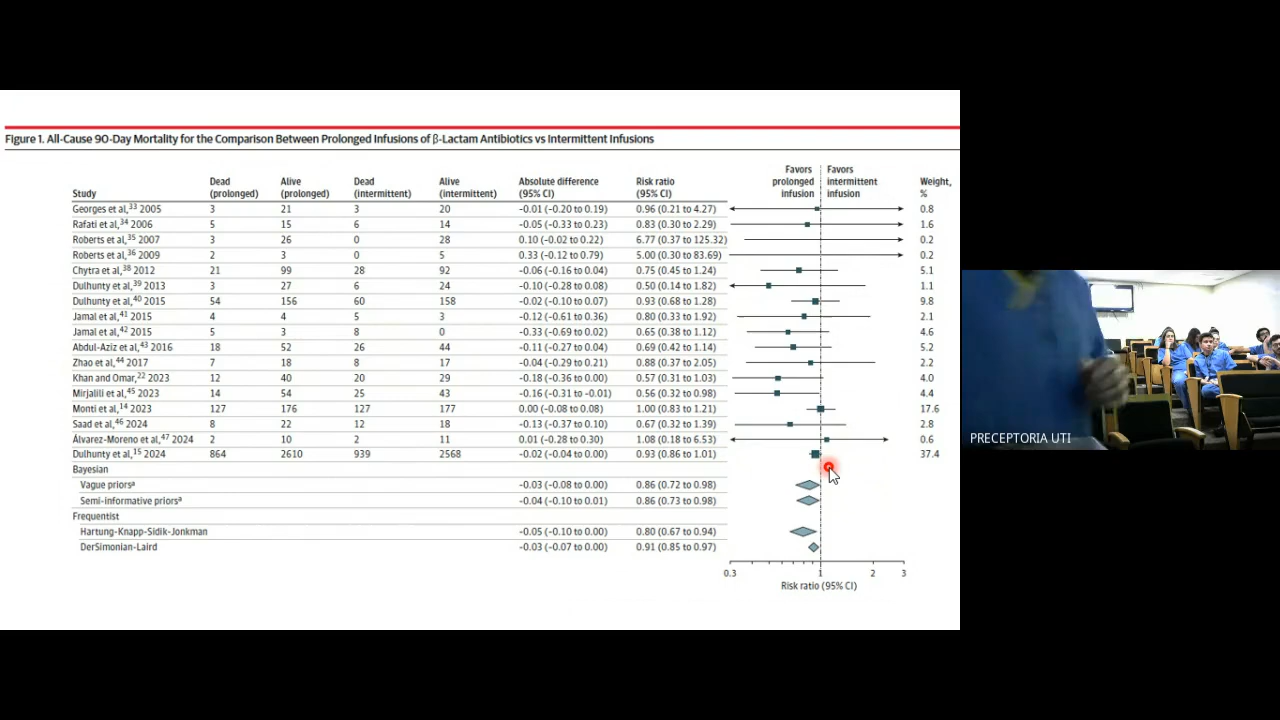 Figure 1. All-Cause 90-Day Mortality for the Comparison Between Prolonged Infusions of β-Lactam Antibiotics vs Intermittent Infusions
Study Dead (prolonged) Alive (prolonged) Dead (intermittent) Alive (intermittent) Absolute difference (95% CI) Risk ratio (95% CI) Favors prolonged infusion Favors intermittent infusion Weight, %
Georges et al,33 2005 3 21 3 20 -0.01 (-0.20 to 0.19) 0.96 (0.21 to 4.27) 0.8
Rafati et al,34 2006 5 15 6 14 -0.05 (-0.33 to 0.23) 0.83 (0.30 to 2.29) 1.6
Roberts et al,35 2007 3 26 0 28 0.10 (-0.02 to 0.22) 6.77 (0.37 to 125.32) 0.2
Roberts et al,36 2009 2 3 0 5 0.33 (-0.12 to 0.79) 5.00 (0.30 to 83.69) 0.2
Chytra et al,38 2012 21 99 28 92 -0.06 (-0.16 to 0.04) 0.75 (0.45 to 1.24) 5.1
Dulhunty et al,39 2013 3 27 6 24 -0.10 (-0.28 to 0.08) 0.50 (0.14 to 1.82) 1.1
Dulhunty et al,40 2015 54 156 60 158 -0.02 (-0.10 to 0.07) 0.93 (0.68 to 1.28) 9.8
Jamal et al,41 2015 4 4 5 3 -0.12 (-0.61 to 0.36) 0.80 (0.33 to 1.92) 2.1
Jamal et al,42 2015 5 3 8 0 -0.33 (-0.69 to 0.02) 0.65 (0.38 to 1.12) 4.6
Abdul-Aziz et al,43 2016 18 52 26 44 -0.11 (-0.27 to 0.04) 0.69 (0.42 to 1.14) 5.2
Zhao et al,44 2017 7 18 8 17 -0.04 (-0.29 to 0.21) 0.88 (0.37 to 2.05) 2.2
Khan and Omar,22 2023 12 40 20 29 -0.18 (-0.36 to 0.00) 0.57 (0.31 to 1.03) 4.0
Mirjalili et al,45 2023 14 54 25 43 -0.16 (-0.31 to -0.01) 0.56 (0.32 to 0.98) 4.4
Monti et al,14 2023 127 176 127 177 0.00 (-0.08 to 0.08) 1.00 (0.83 to 1.21) 17.6
Saad et al,46 2024 8 22 12 18 -0.13 (-0.37 to 0.10) 0.67 (0.32 to 1.39) 2.8
Álvarez-Moreno et al,47 2024 2 10 2 11 0.01 (-0.28 to 0.30) 1.08 (0.18 to 6.53) 0.6
Dulhunty et al,15 2024 864 2610 939 2568 -0.02 (-0.04 to 0.00) 0.93 (0.86 to 1.01) 37.4
Bayesian
Vague priorsa -0.03 (-0.08 to 0.00) 0.86 (0.72 to 0.98)
Semi-informative priorsa -0.04 (-0.10 to 0.01) 0.86 (0.73 to 0.98)
Frequentist
Hartung-Knapp-Sidik-Jonkman -0.05 (-0.10 to 0.00) 0.80 (0.67 to 0.94)
DerSimonian-Laird -0.03 (-0.07 to 0.00) 0.91 (0.85 to 0.97)
0.3 1 2 3
Risk ratio (95% CI)
PRECEPTORIA UTI